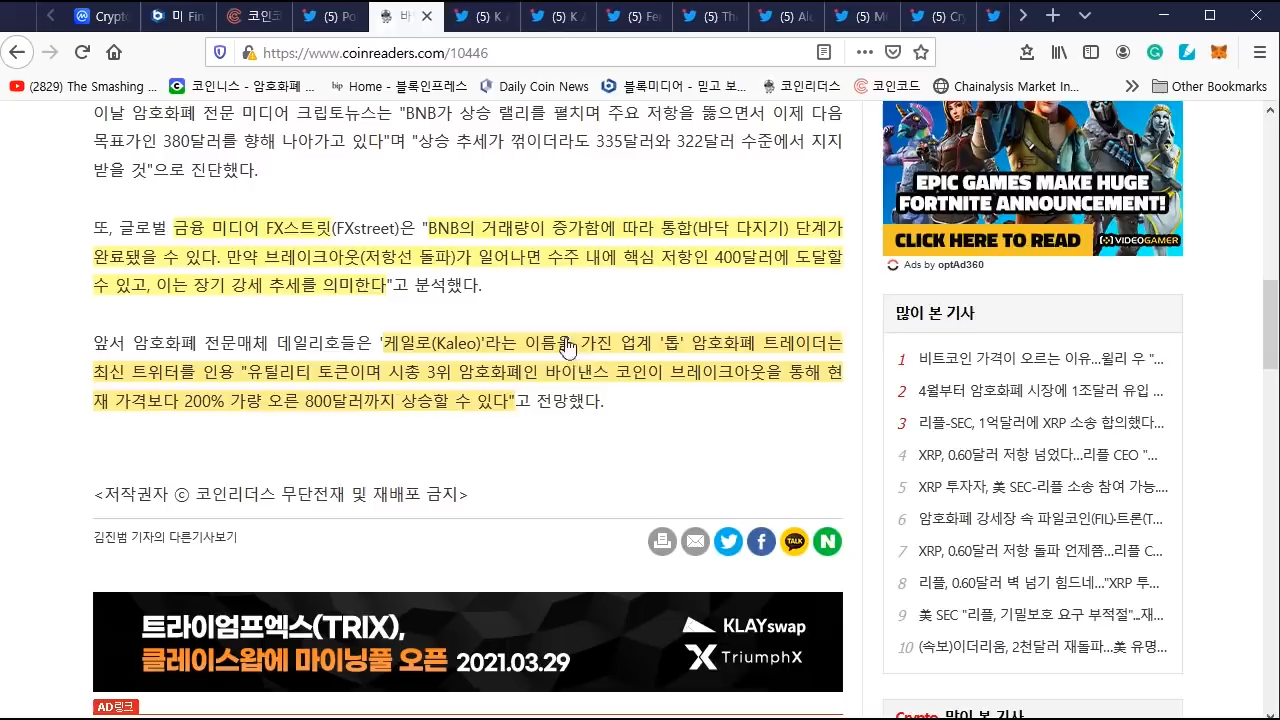 Crypto
미 Fin
코인코
(5) Po
바
(5) K
(5) K
(5) Fe
(5) Th
(5) Al
(5) M
(5) Cry
https://www.coinreaders.com/10446
(2829) The Smashing ...
코인니스 - 암호화폐 ...
bip Home - 블록인프레스
Daily Coin News
블록미디어 - 믿고 보...
코인리더스
코인코드
Chainalysis Market In...
Other Bookmarks
이날 암호화폐 전문 미디어 크립토뉴스는 "BNB가 상승 랠리를 펼치며 주요 저항을 뚫으면서 이제 다음
목표가인 380달러를 향해 나아가고 있다"며 "상승 추세가 꺾이더라도 335달러와 322달러 수준에서 지지
받을 것"으로 진단했다.
또, 글로벌 금융 미디어 FX스트릿(FXstreet)은 "BNB의 거래량이 증가함에 따라 통합(바닥 다지기) 단계가
완료됐을 수 있다. 만약 브레이크아웃(저항선 돌파)가 일어나면 수주 내에 핵심 저항인 400달러에 도달할
수 있고, 이는 장기 강세 추세를 의미한다"고 분석했다.
앞서 암호화폐 전문매체 데일리호들은 '케일로(Kaleo)'라는 이름을 가진 업계 '톱' 암호화폐 트레이더는
최신 트위터를 인용 "유틸리티 토큰이며 시총 3위 암호화폐인 바이낸스 코인이 브레이크아웃을 통해 현
재 가격보다 200% 가량 오른 800달러까지 상승할 수 있다"고 전망했다.
<저작권자 ⓒ 코인리더스 무단전재 및 재배포 금지>
김진범 기자의 다른기사보기
TALK
N
트라이엄프엑스(TRIX),
클레이스왑에 마이닝풀 오픈 2021.03.29
KLAYswap
TriumphX
AD링크
EPIC GAMES MAKE HUGE
FORTNITE ANNOUNCEMENT!
CLICK HERE TO READ
VIDEOGAMER
Ads by optAd360
많이 본 기사
1 비트코인 가격이 오르는 이유...윌리 우 "...
2 4월부터 암호화폐 시장에 1조달러 유입 ...
3 리플-SEC, 1억달러에 XRP 소송 합의했다...
4 XRP, 0.60달러 저항 넘었다...리플 CEO "...
5 XRP 투자자, 美 SEC-리플 소송 참여 가능....
6 암호화폐 강세장 속 파일코인(FIL)·트론(T...
7 XRP, 0.60달러 저항 돌파 언제쯤...리플 C...
8 리플, 0.60달러 벽 넘기 힘드네..."XRP 투...
9 美 SEC "리플, 기밀보호 요구 부적절"...재...
10 (속보)이더리움, 2천달러 재돌파...美 유명...
Crypto 많이 본 기사